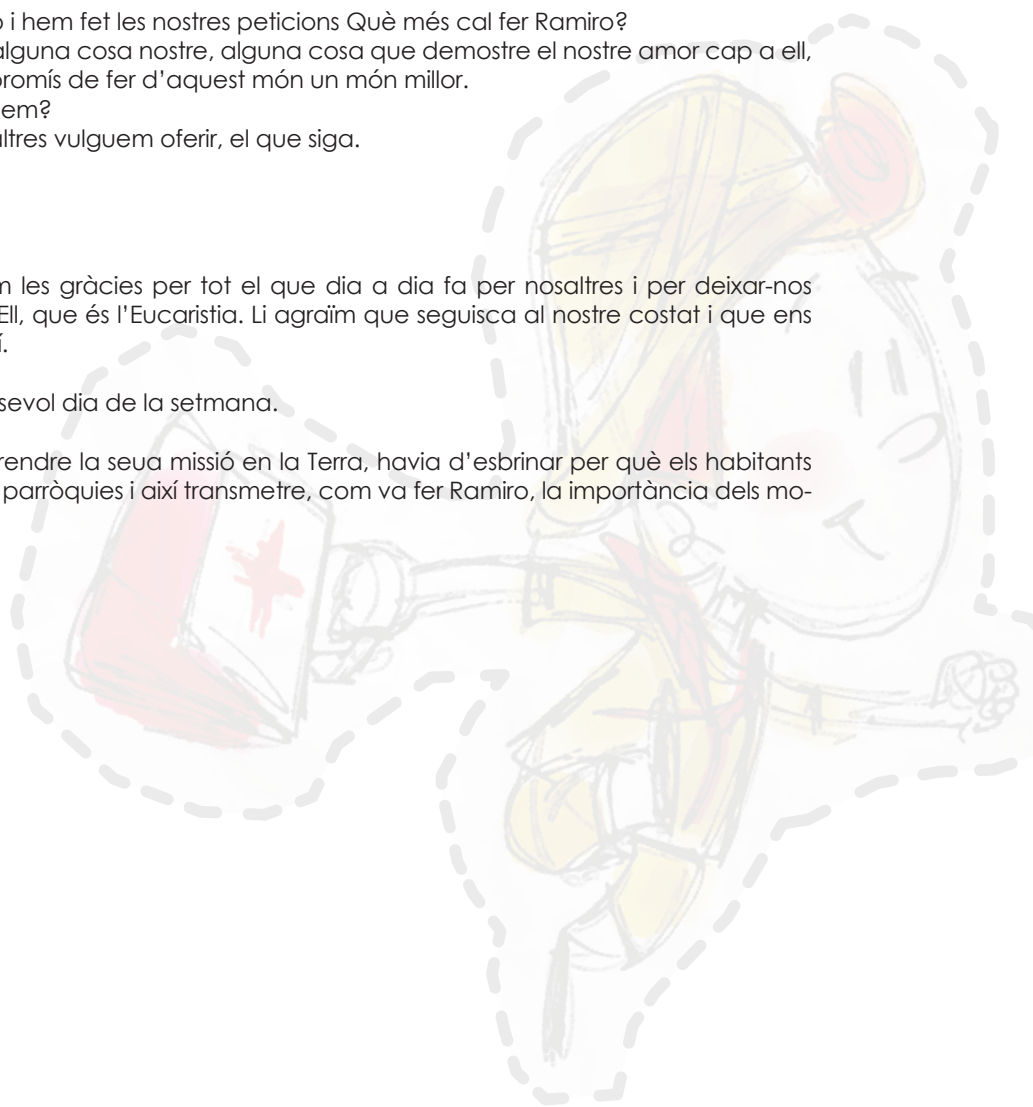 i hem fet les nostres peticions Què més cal fer Ramiro?
alguna cosa nostre, alguna cosa que demostre el nostre amor cap a ell,
promís de fer d'aquest món un món millor.
em?
altres vulguem oferir, el que siga.
les gràcies per tot el que dia a dia fa per nosaltres i per deixar-nos
Ell, que és l'Eucaristia. Li agraïm que seguisca al nostre costat i que ens
sevol dia de la setmana.
rendre la seua missió en la Terra, havia d'esbrinar per què els habitants
parròquies i així transmetre, com va fer Ramiro, la importància dels mo-